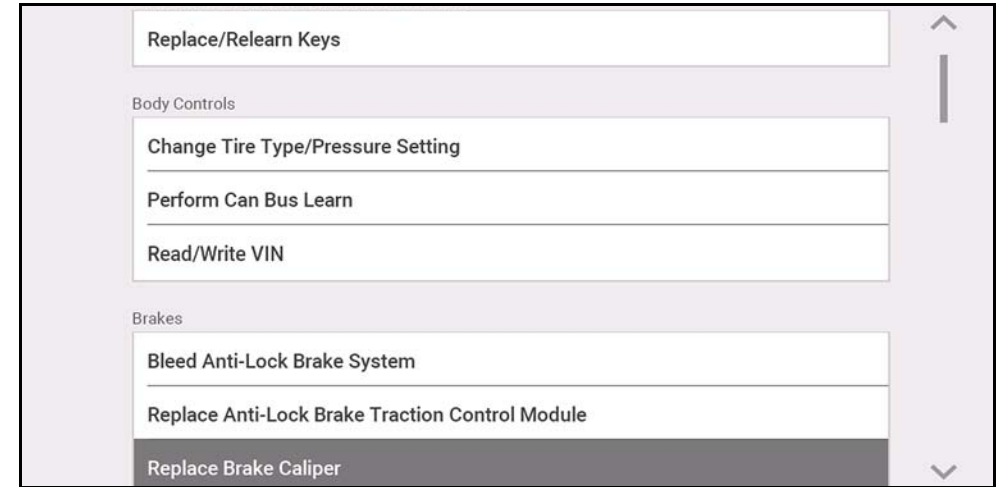 Replace/Relearn Keys
Body Controls
Change Tire Type/Pressure Setting
Perform Can Bus Learn
Read/Write VIN
Brakes
Bleed Anti-Lock Brake System
Replace Anti-Lock Brake Traction Control Module
Replace Brake Caliper